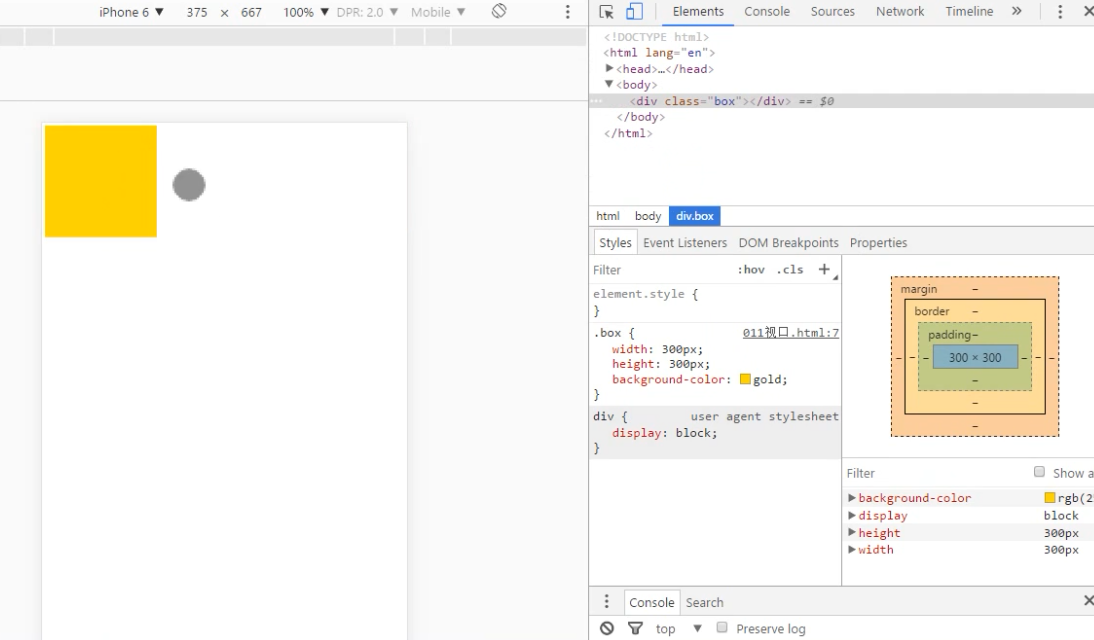 iPhone 6 ▼ 375 × 667 100% ▼ DPR: 2.0 ▼ Mobile ▼
Elements Console Sources Network Timeline »
<!DOCTYPE html>
<html lang="en">
▶<head>…</head>
▼<body>
<div class="box"></div> == $0
</body>
</html>
html body div.box
Styles Event Listeners DOM Breakpoints Properties
Filter :hov .cls +
element.style {
}
.box { 011视口.html:7
width: 300px;
height: 300px;
background-color: gold;
}
div { user agent stylesheet
display: block;
}
margin –
border –
padding –
– – – 300 × 300 – – –
–
–
–
Filter Show a
▶background-color rgb(2
▶display block
▶height 300px
▶width 300px
Console Search
top ▼ Preserve log